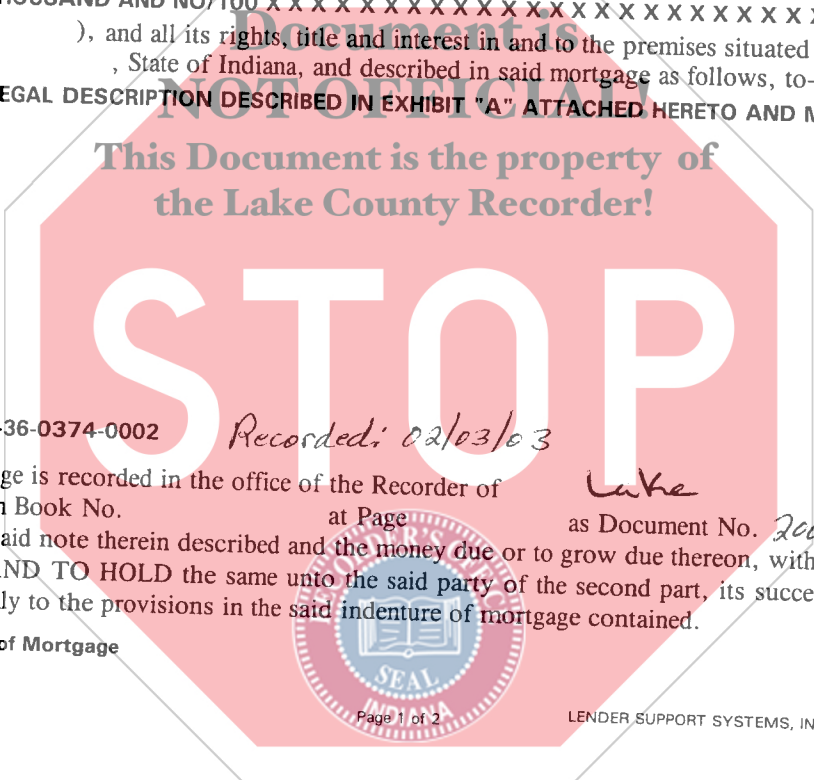 HOUSAND AND NO/100 X X X X X X X X X X X X X X X X X X X X X X X X X X X X X
Document is
), and all its rights, title and interest in and to the premises situated
, State of Indiana, and described in said mortgage as follows, to-
NOT OFFICIAL!
EGAL DESCRIPTION DESCRIBED IN EXHIBIT "A" ATTACHED HERETO AND M
This Document is the property of
the Lake County Recorder!
STOP
-36-0374-0002 Recorded: 02/03/03
ge is recorded in the office of the Recorder of Lake
n Book No. at Page as Document No. 200
aid note therein described and the money due or to grow due thereon, with
AND TO HOLD the same unto the said party of the second part, its succe
ly to the provisions in the said indenture of mortgage contained.
of Mortgage
SEAL
INDIANA
Page 1 of 2 LENDER SUPPORT SYSTEMS, IN